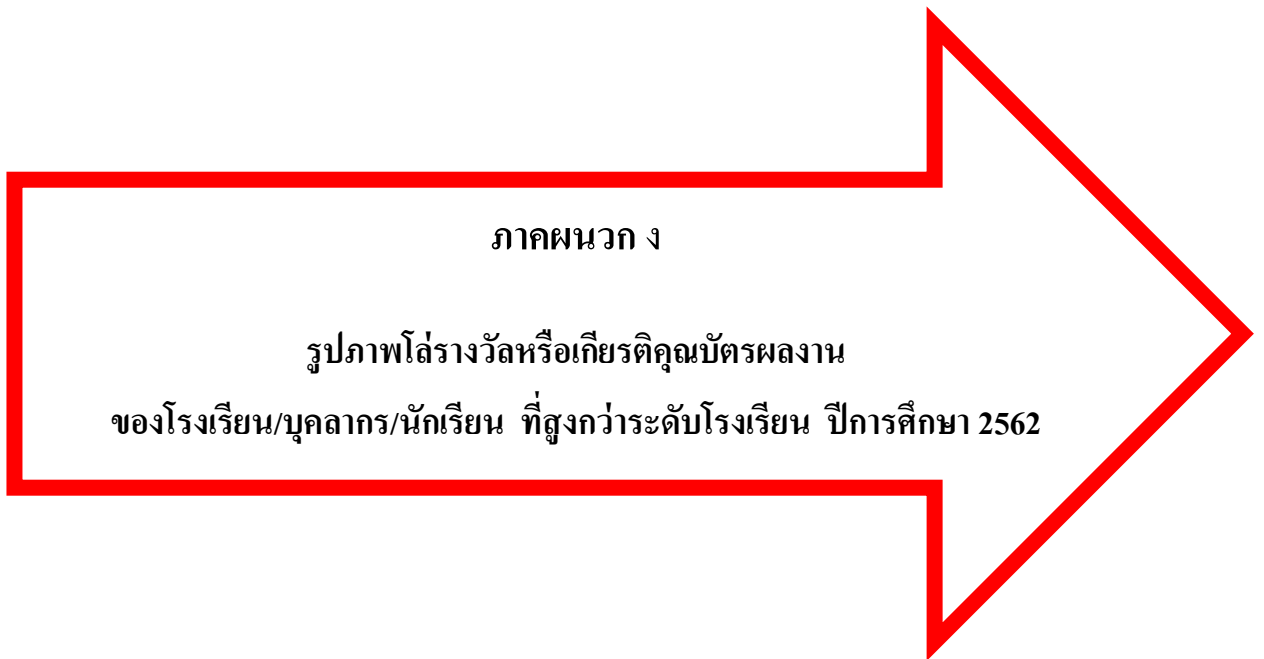 ภาคผนวก ง
รูปภาพโล่รางวัลหรือเกียรติคุณบัตรผลงาน
ของโรงเรียน/บุคลากร/นักเรียน ที่สูงกว่าระดับโรงเรียน ปีการศึกษา 2562